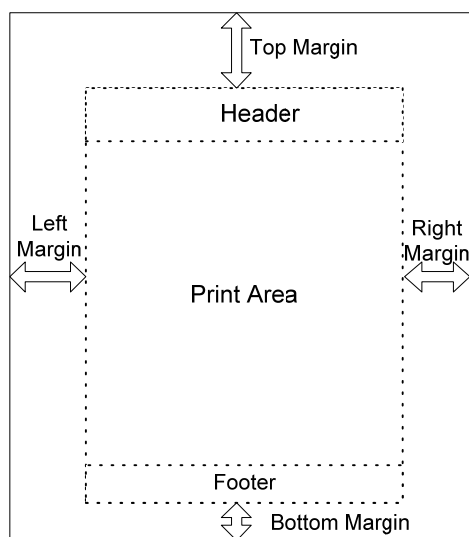 Top Margin
Header
Left
Margin
Right
Margin
Print Area
Footer
Bottom Margin